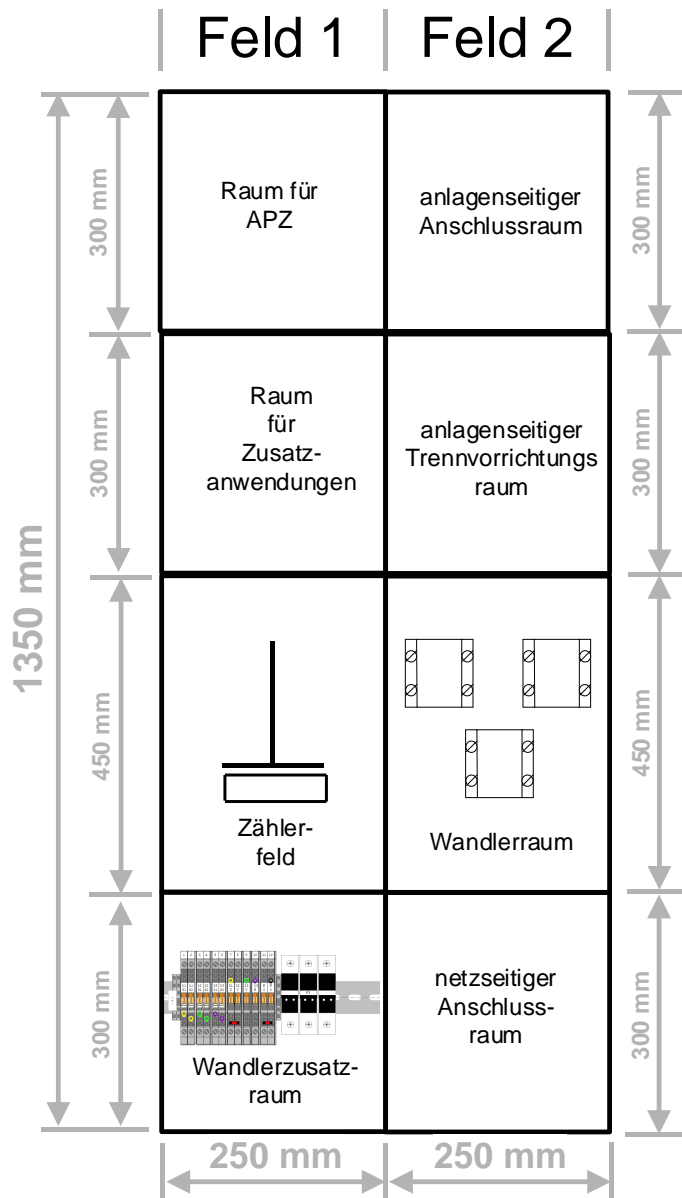 Feld 1
Feld 2
1350 mm
300 mm
Raum für
APZ
anlagenseitiger
Anschlussraum
300 mm
300 mm
Raum
für
Zusatz-
anwendungen
anlagenseitiger
Trennvorrichtungs
raum
300 mm
450 mm
Zähler-
feld
Wandlerraum
450 mm
300 mm
Wandlerzusatz-
raum
netzseitiger
Anschluss-
raum
300 mm
250 mm
250 mm